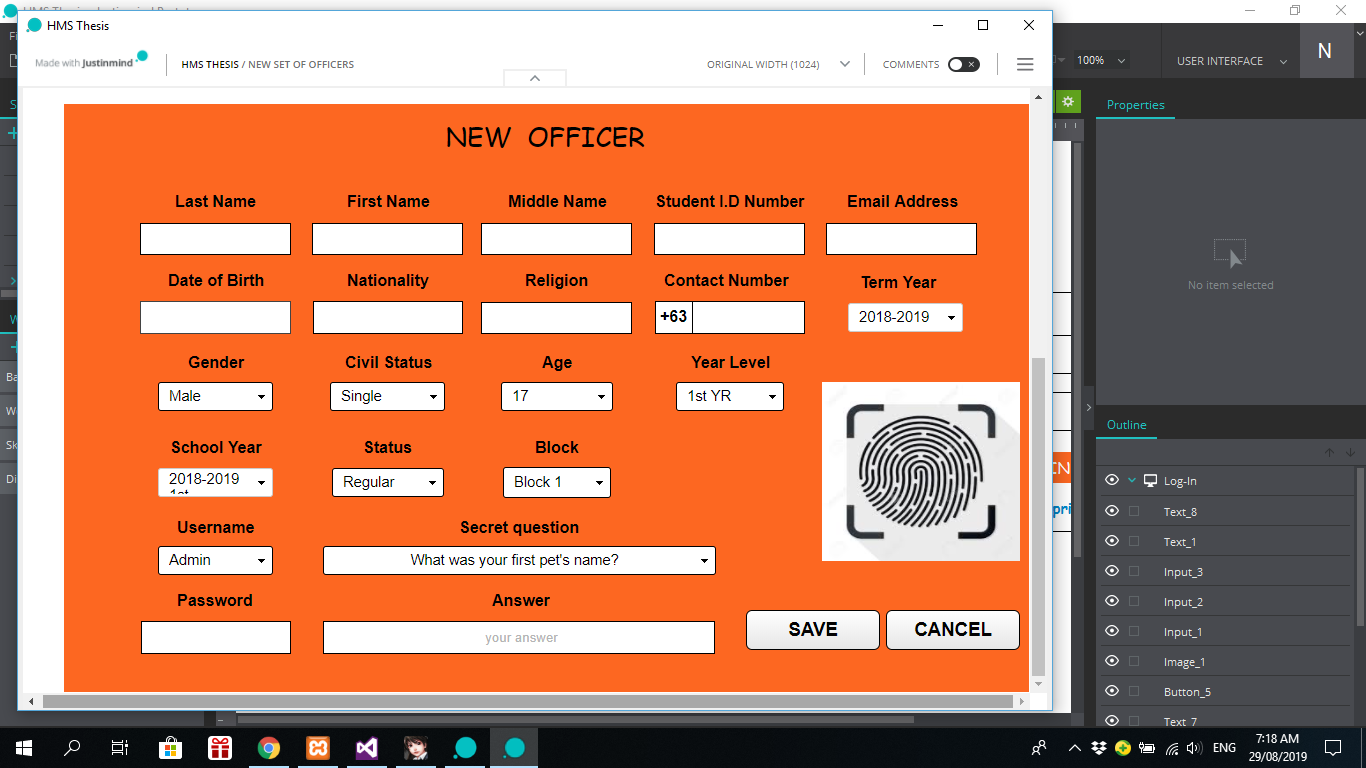 HMS Thesis
Made with Justinmind
HMS THESIS / NEW SET OF OFFICERS
ORIGINAL WIDTH (1024)
COMMENTS
100%
USER INTERFACE
N
Properties
No item selected
NEW OFFICER
Last Name
First Name
Middle Name
Student I.D Number
Email Address
Date of Birth
Nationality
Religion
Contact Number
Term Year
+63
2018-2019
Gender
Civil Status
Age
Year Level
Male
Single
17
1st YR
School Year
Status
Block
2018-2019
1st
Regular
Block 1
Username
Secret question
Admin
What was your first pet's name?
Password
Answer
your answer
SAVE
CANCEL
Outline
Log-In
Text_8
Text_1
Input_3
Input_2
Input_1
Image_1
Button_5
Text_7
ENG
7:18 AM
29/08/2019